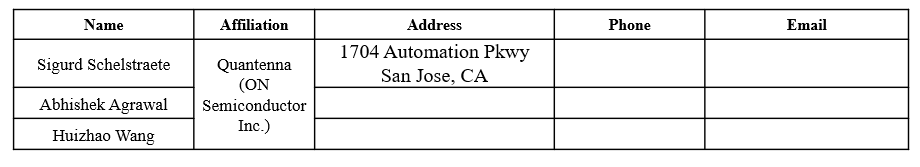 Name Affiliation Address Phone Email
Sigurd Schelstraete
Quantenna
(ON
Semiconductor
Inc.)
1704 Automation Pkwy
San Jose, CA
Abhishek Agrawal
Huizhao Wang